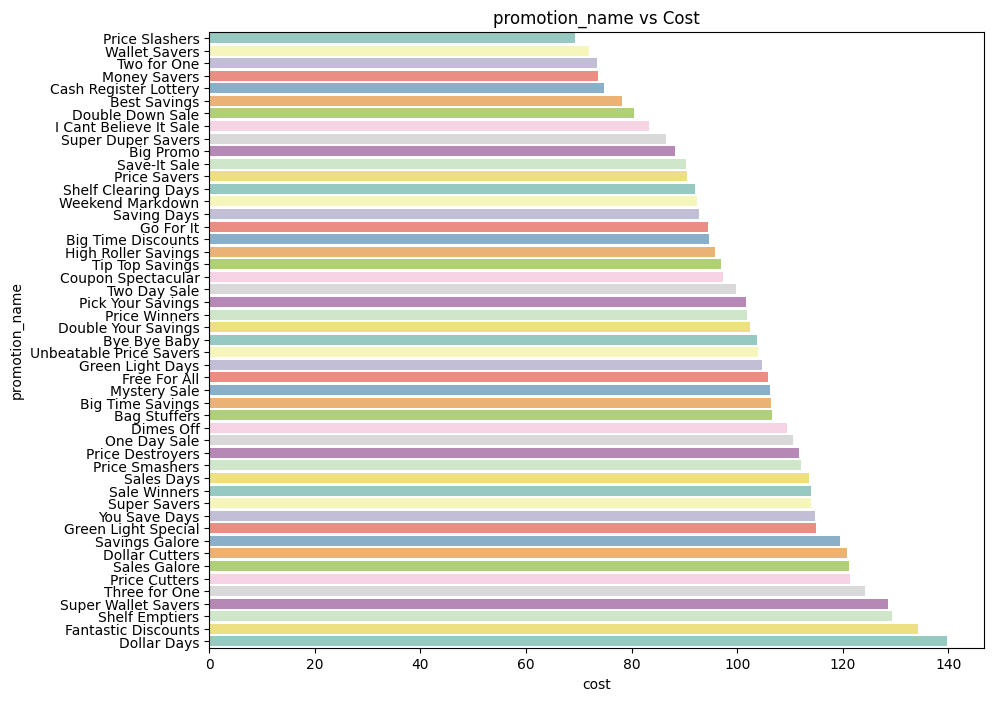 promotion_name vs Cost
promotion_name
Price Slashers
Wallet Savers
Two for One
Money Savers
Cash Register Lottery
Best Savings
Double Down Sale
I Cant Believe It Sale
Super Duper Savers
Big Promo
Save-It Sale
Price Savers
Shelf Clearing Days
Weekend Markdown
Saving Days
Go For It
Big Time Discounts
High Roller Savings
Tip Top Savings
Coupon Spectacular
Two Day Sale
Pick Your Savings
Price Winners
Double Your Savings
Bye Bye Baby
Unbeatable Price Savers
Green Light Days
Free For All
Mystery Sale
Big Time Savings
Bag Stuffers
Dimes Off
One Day Sale
Price Destroyers
Price Smashers
Sales Days
Sale Winners
Super Savers
You Save Days
Green Light Special
Savings Galore
Dollar Cutters
Sales Galore
Price Cutters
Three for One
Super Wallet Savers
Shelf Emptiers
Fantastic Discounts
Dollar Days
0 20 40 60 80 100 120 140
cost